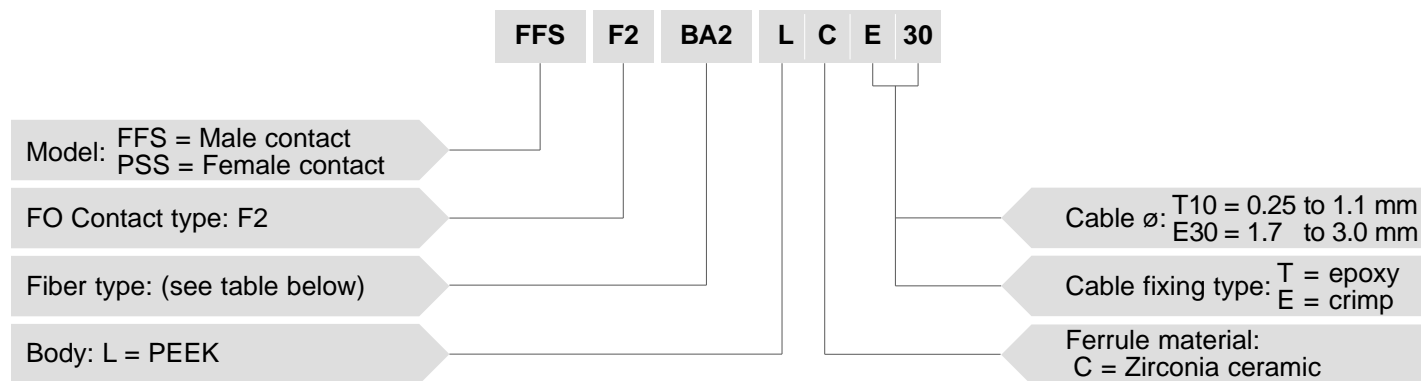 FFS F2 BA2 L C E 30
Model: FFS = Male contact
PSS = Female contact
FO Contact type: F2
Fiber type: (see table below)
Body: L = PEEK
Cable ø: T10 = 0.25 to 1.1 mm
E30 = 1.7 to 3.0 mm
Cable fixing type: T = epoxy
E = crimp
Ferrule material:
C = Zirconia ceramic